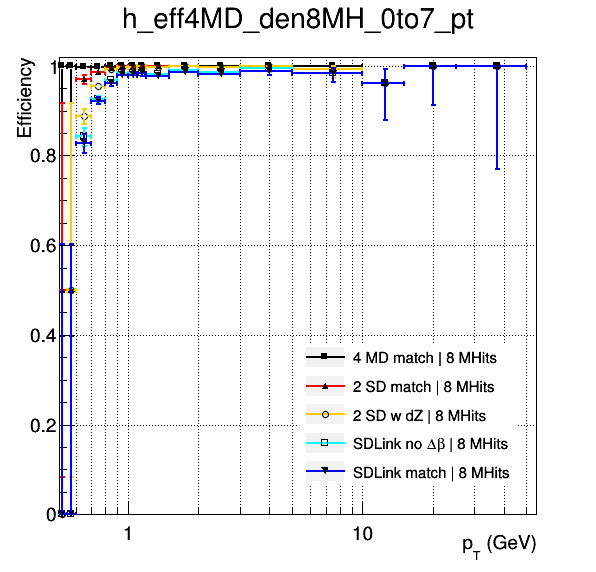 h_eff4MD_den8MH_0to7_pt
Efficiency
1
0.8
0.6
0.4
0.2
0
4 MD match | 8 MHits
2 SD match | 8 MHits
2 SD w dZ | 8 MHits
SDLink no Δβ | 8 MHits
SDLink match | 8 MHits
1
10
p_T (GeV)